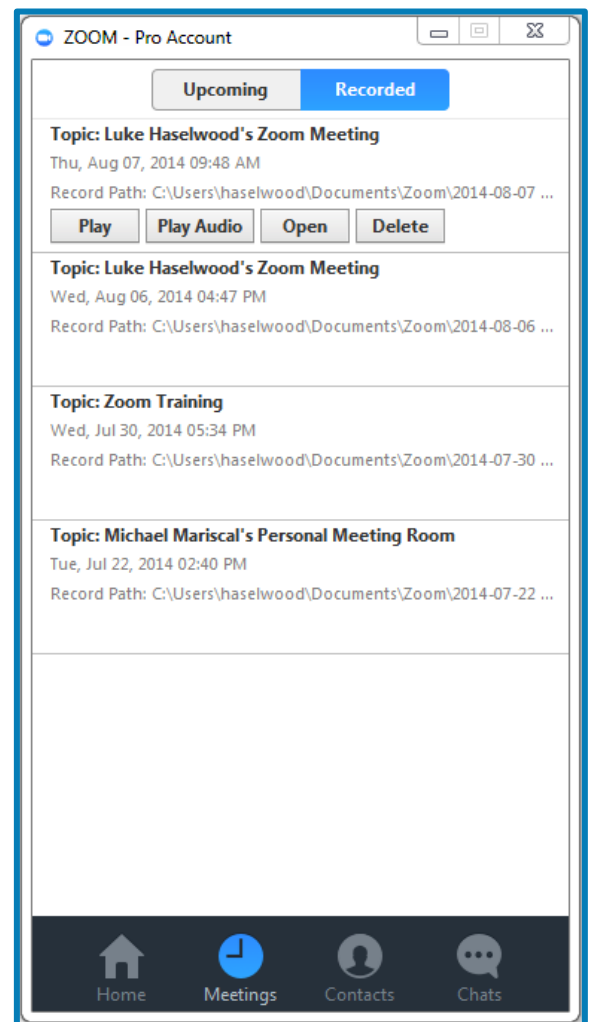 ZOOM - Pro Account
Upcoming Recorded
Topic: Luke Haselwood's Zoom Meeting
Thu, Aug 07, 2014 09:48 AM
Record Path: C:\Users\haselwood\Documents\Zoom\2014-08-07 ...
Play Play Audio Open Delete
Topic: Luke Haselwood's Zoom Meeting
Wed, Aug 06, 2014 04:47 PM
Record Path: C:\Users\haselwood\Documents\Zoom\2014-08-06 ...
Topic: Zoom Training
Wed, Jul 30, 2014 05:34 PM
Record Path: C:\Users\haselwood\Documents\Zoom\2014-07-30 ...
Topic: Michael Mariscal's Personal Meeting Room
Tue, Jul 22, 2014 02:40 PM
Record Path: C:\Users\haselwood\Documents\Zoom\2014-07-22 ...
Home Meetings Contacts Chats